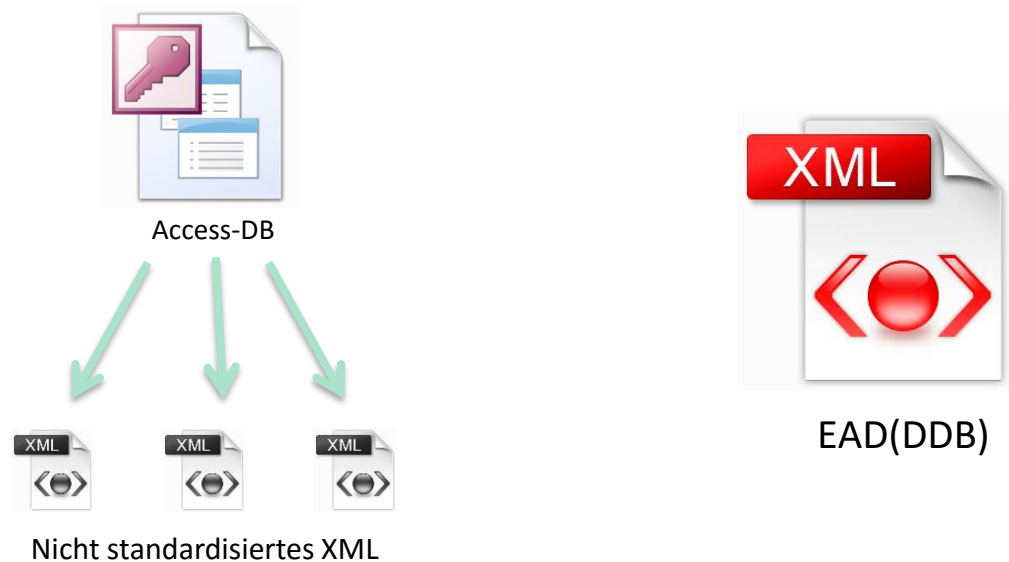 Access-DB
XML
XML
XML
Nicht standardisiertes XML
XML
EAD(DDB)